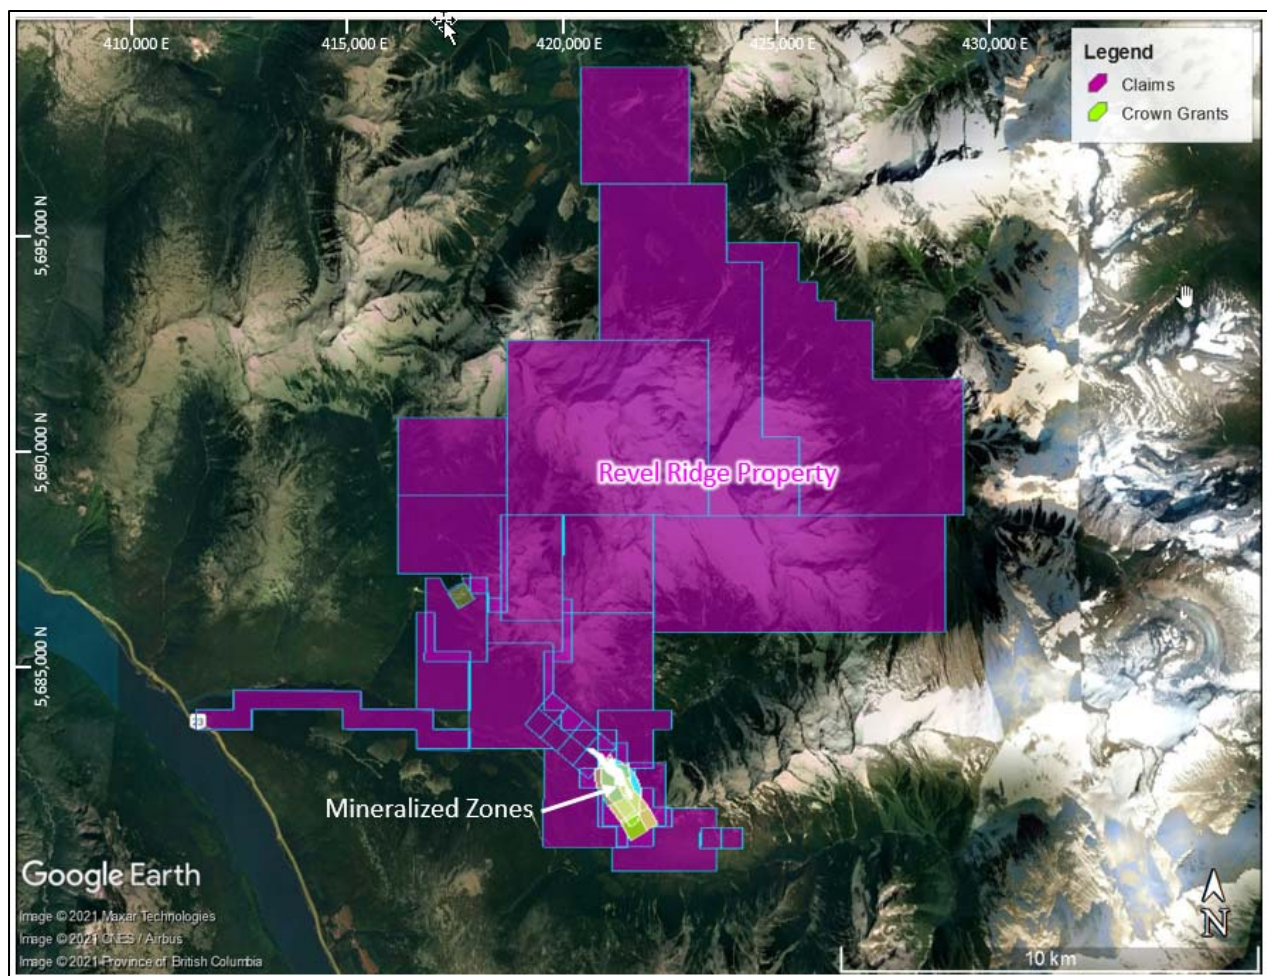 410,000 E
415,000 E
420,000 E
425,000 E
430,000 E
Legend
Claims
Crown Grants
5,695,000 N
5,690,000 N
Revel Ridge Property
5,685,000 N
23
Mineralized Zones
Google Earth
Image © 2021 Maxar Technologies
Image © 2021 CNES / Airbus
Image © 2021 Province of British Columbia
N
10 km